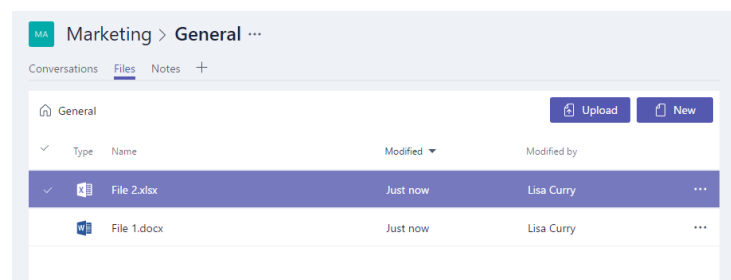 MA Marketing > General ···
Conversations Files Notes +
General Upload New
Type Name Modified Modified by
File 2.xlsx Just now Lisa Curry ···
File 1.docx Just now Lisa Curry ···